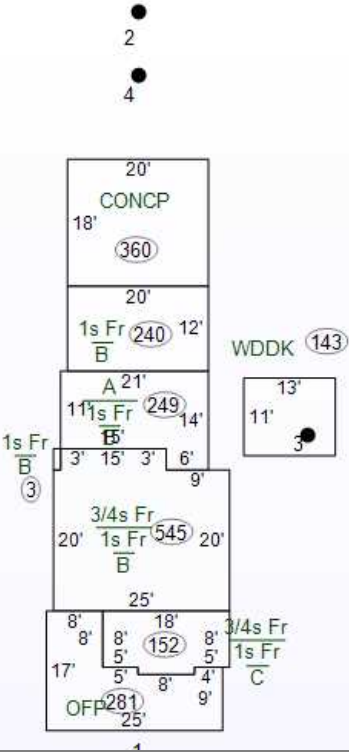 2
4
20'
CONCP
18'
360
20'
1s Fr 240 12'
B
WDDK 143
13'
11'
3
A 21'
11' 1s Fr 249 14'
B
15'
1s Fr
B
3
3' 15' 3' 6'
9'
3/4s Fr
1s Fr 545
B
20' 20'
25'
8' 18'
8' 8' 152 8'
3/4s Fr
1s Fr
C
5' 5'
17' 5' 8' 4'
9'
OFP 281
25'